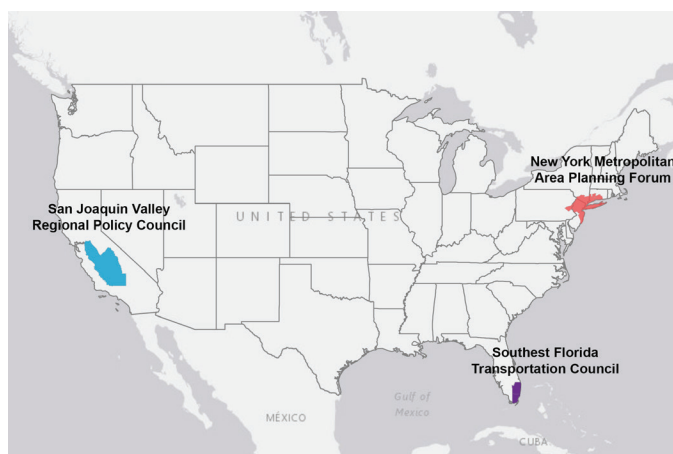 New York Metropolitan
Area Planning Forum
San Joaquin Valley
Regional Policy Council
UNITED STATES
Southest Florida
Transportation Council
Gulf of
Mexico
MÉXICO
CUBA